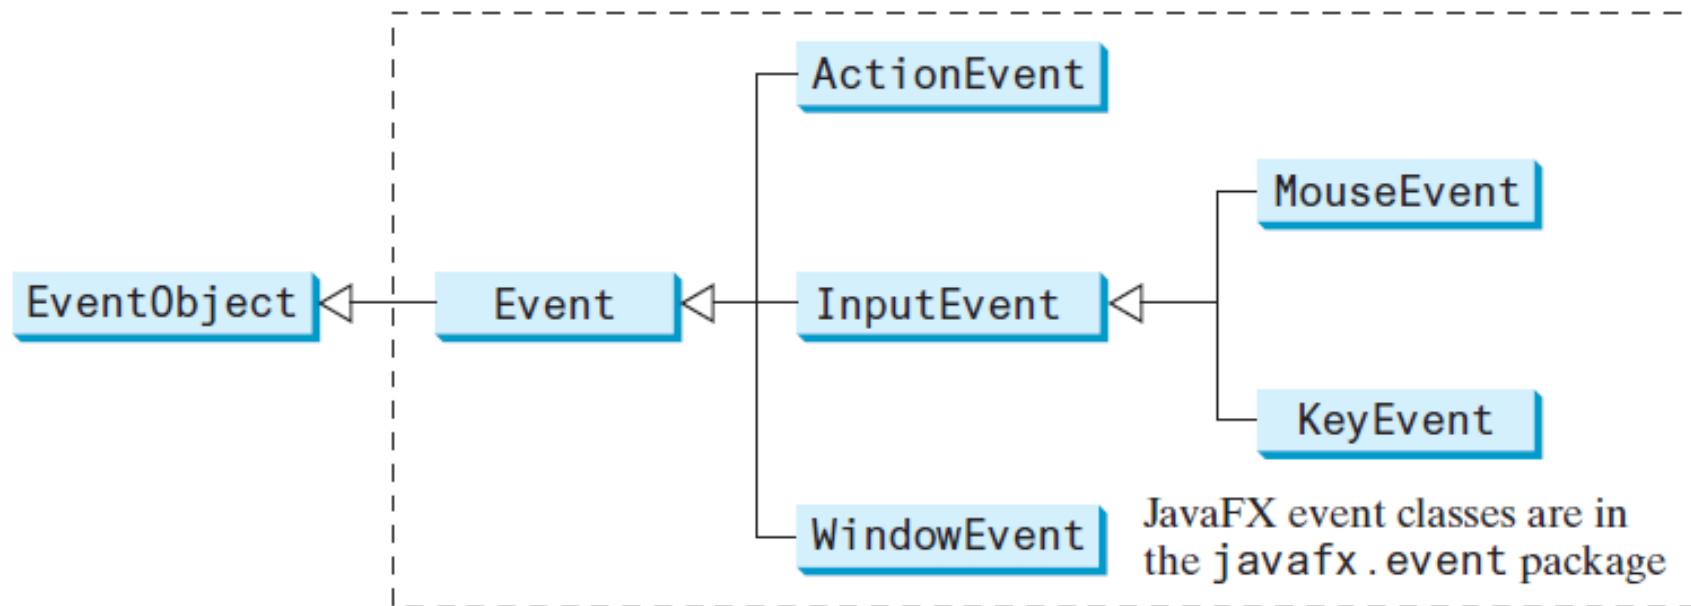 ActionEvent
MouseEvent
EventObject
Event
InputEvent
KeyEvent
WindowEvent
JavaFX event classes are in
the javafx.event package